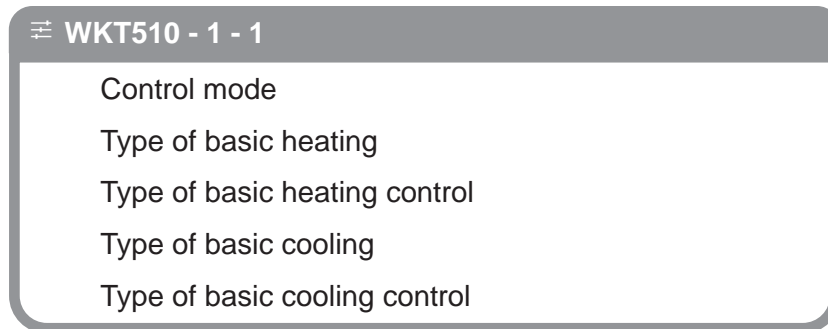 WKT510 - 1 - 1
Control mode
Type of basic heating
Type of basic heating control
Type of basic cooling
Type of basic cooling control